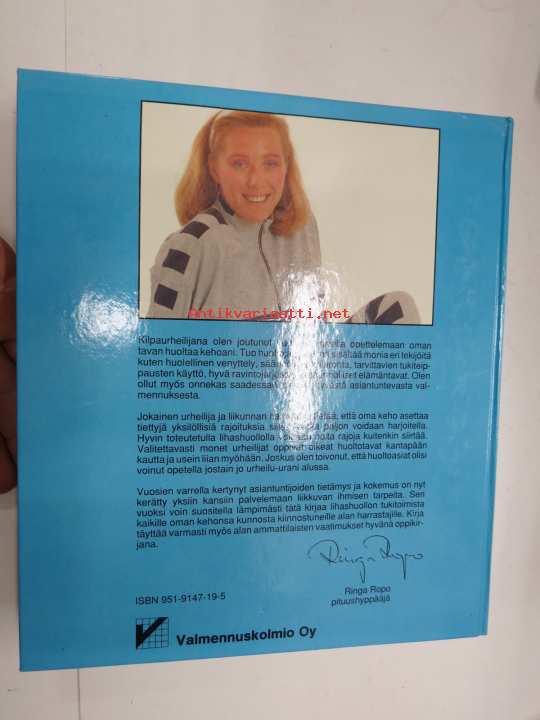 Antikvariaatti.net
Kilpaurheilijana olen joutunut opettelemaan oman
tavan huoltaa kehoani. Tuo sisältää monia eri tekijöitä
kuten huolellinen venyttely, tarvittavien tukiteip-
pausten käyttö, hyvä elämäntavat. Olen
ollut myös onnekas saadessani asiantuntevasta val-
mennuksesta.
Jokainen urheilija ja liikunnan että oma keho asettaa
tiettyjä yksilöllisiä rajoituksia paljon voidaan harjoitella.
Hyvin toteutetulla lihashuollolla noita rajoja kuitenkin siirtää.
Valitettavasti monet urheilijat oppivat oikeat huoltotavat kantapään
kautta ja usein liian myöhään. Joskus olen toivonut, että huoltoasiat olisi
voinut opetella jostain jo urheilu-urani alussa.
Vuosien varrella kertynyt asiantuntijoiden tietämys ja kokemus on nyt
kerätty yksiin kansiin palvelemaan liikkuvan ihmisen tarpeita. Sen
vuoksi voin suositella lämpimästi tätä kirjaa lihashuollon tukitoimista
kaikille oman kehonsa kunnosta kiinnostuneille alan harrastajille. Kirja
täyttää varmasti myös alan ammattilaisten vaatimukset hyvänä oppikir-
jana.
Ringa Ropo
ISBN 951-9147-19-5
Ringa Ropo
pituushyppääjä
Valmennuskolmio Oy